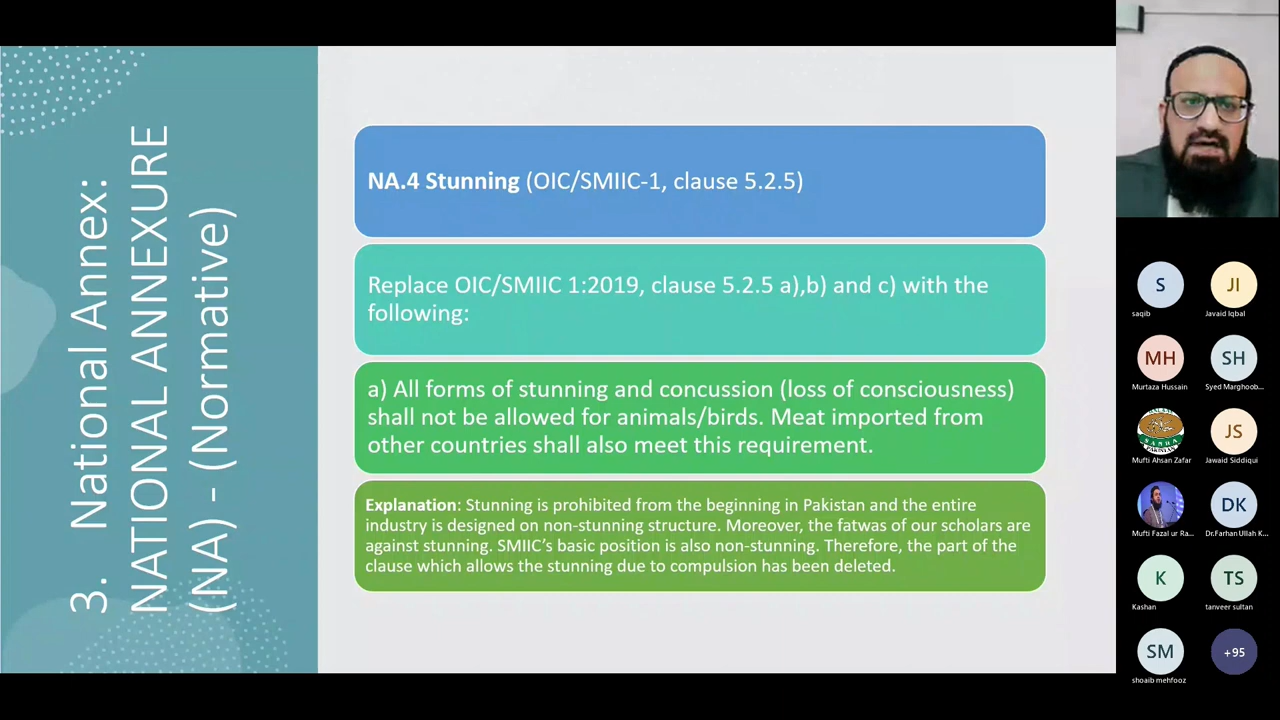 3. National Annex:
NATIONAL ANNEXURE
(NA) - (Normative)
NA.4 Stunning (OIC/SMIIC-1, clause 5.2.5)
Replace OIC/SMIIC 1:2019, clause 5.2.5 a),b) and c) with the
following:
a) All forms of stunning and concussion (loss of consciousness)
shall not be allowed for animals/birds. Meat imported from
other countries shall also meet this requirement.
Explanation: Stunning is prohibited from the beginning in Pakistan and the entire
industry is designed on non-stunning structure. Moreover, the fatwas of our scholars are
against stunning. SMIIC's basic position is also non-stunning. Therefore, the part of the
clause which allows the stunning due to compulsion has been deleted.
S
saqib
JI
Javaid Iqbal
MH
Murtaza Hussain
SH
Syed Marghoob...
Mufti Ahsan Zafar
JS
Jawaid Siddiqui
Mufti Fazal ur Ra...
DK
Dr.Farhan Ullah K...
K
Kashan
TS
tanveer sultan
SM
shoaib mehfooz
+95